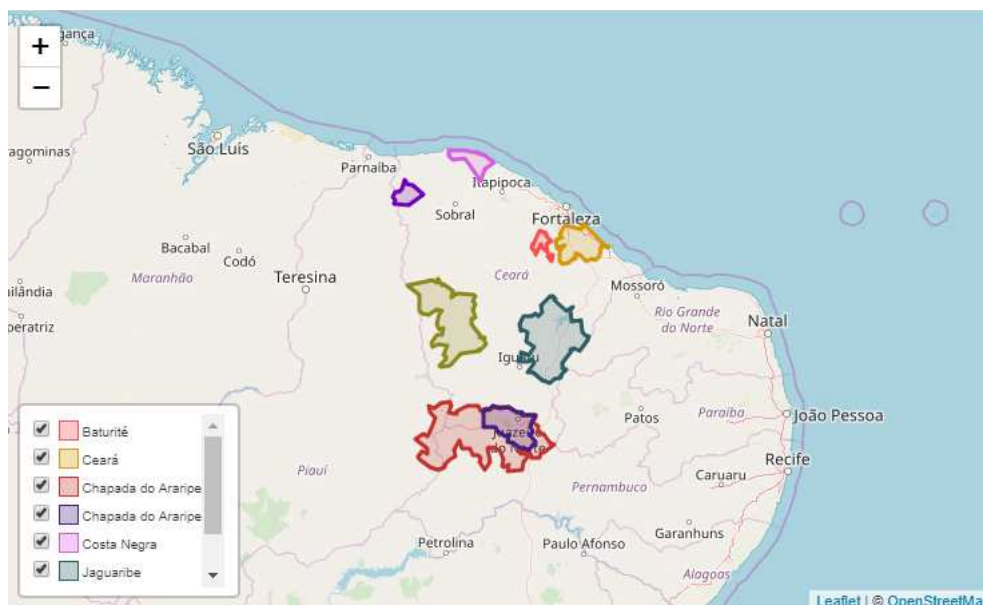 +
−
São Luís
Parnaíba
Itapipoca
Sobral
Fortaleza
Bacabal
Codó
Maranhão
Teresina
Ceará
Mossoró
Rio Grande
do Norte
Natal
Patos
Paraíba
João Pessoa
Recife
Caruaru
Piauí
Pernambuco
Garanhuns
Petrolina
Paulo Afonso
Alagoas
Baturité
Ceará
Chapada do Araripe
Chapada do Araripe
Costa Negra
Jaguaribe
Leaflet | © OpenStreetMa